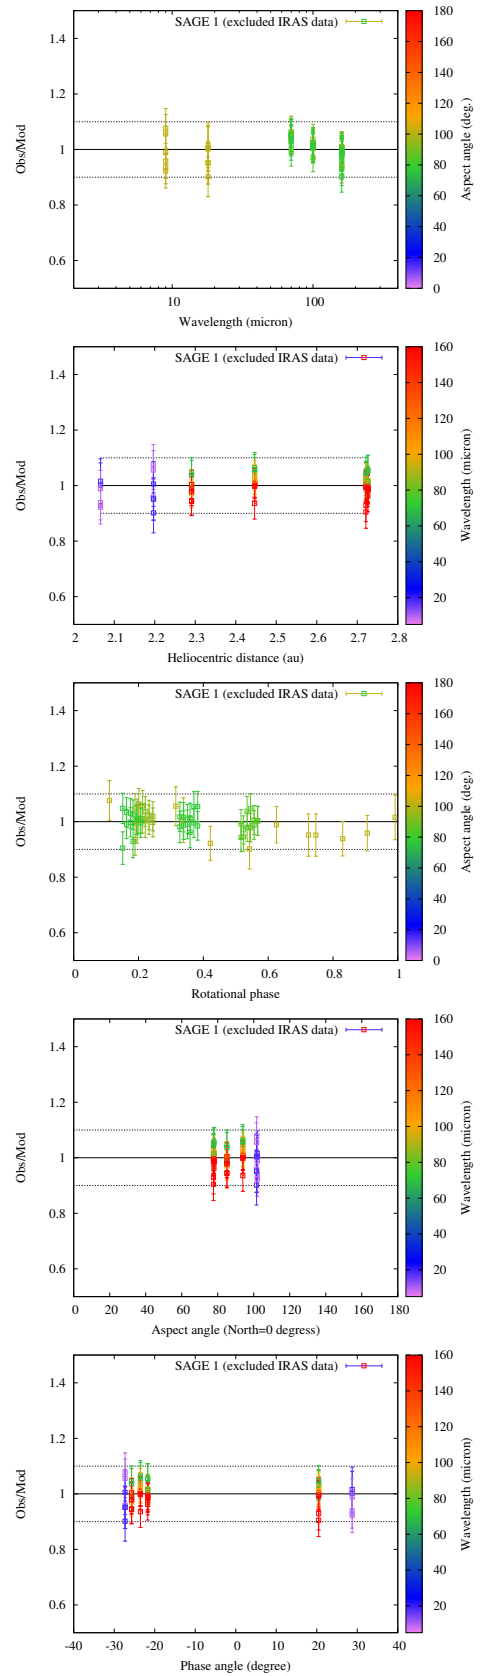 SAGE 1 (excluded IRAS data)
Obs/Mod
1.4
1.2
1
0.8
0.6
10 100
Wavelength (micron)
180
160
140
120
100
80
60
40
20
0
Aspect angle (deg.)
SAGE 1 (excluded IRAS data)
Obs/Mod
1.4
1.2
1
0.8
0.6
2 2.1 2.2 2.3 2.4 2.5 2.6 2.7 2.8
Heliocentric distance (au)
160
140
120
100
80
60
40
20
Wavelength (micron)
SAGE 1 (excluded IRAS data)
Obs/Mod
1.4
1.2
1
0.8
0.6
0 0.2 0.4 0.6 0.8 1
Rotational phase
180
160
140
120
100
80
60
40
20
0
Aspect angle (deg.)
SAGE 1 (excluded IRAS data)
Obs/Mod
1.4
1.2
1
0.8
0.6
0 20 40 60 80 100 120 140 160 180
Aspect angle (North=0 degress)
160
140
120
100
80
60
40
20
Wavelength (micron)
SAGE 1 (excluded IRAS data)
Obs/Mod
1.4
1.2
1
0.8
0.6
-40 -30 -20 -10 0 10 20 30 40
Phase angle (degree)
160
140
120
100
80
60
40
20
Wavelength (micron)